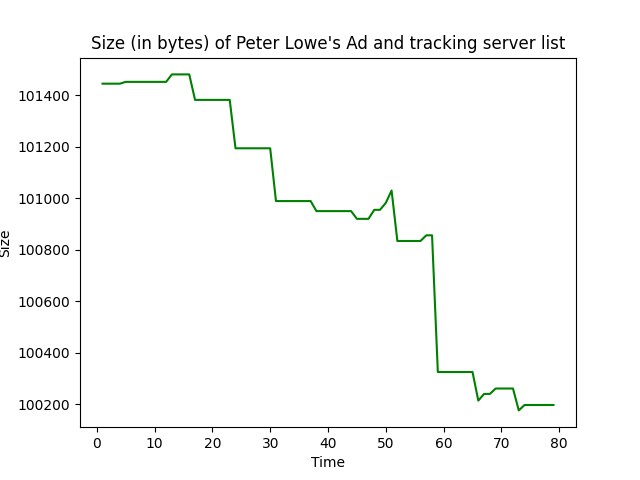 Size (in bytes) of Peter Lowe's Ad and tracking server list
101400
101200
101000
100800
100600
100400
100200
Size
0 10 20 30 40 50 60 70 80
Time